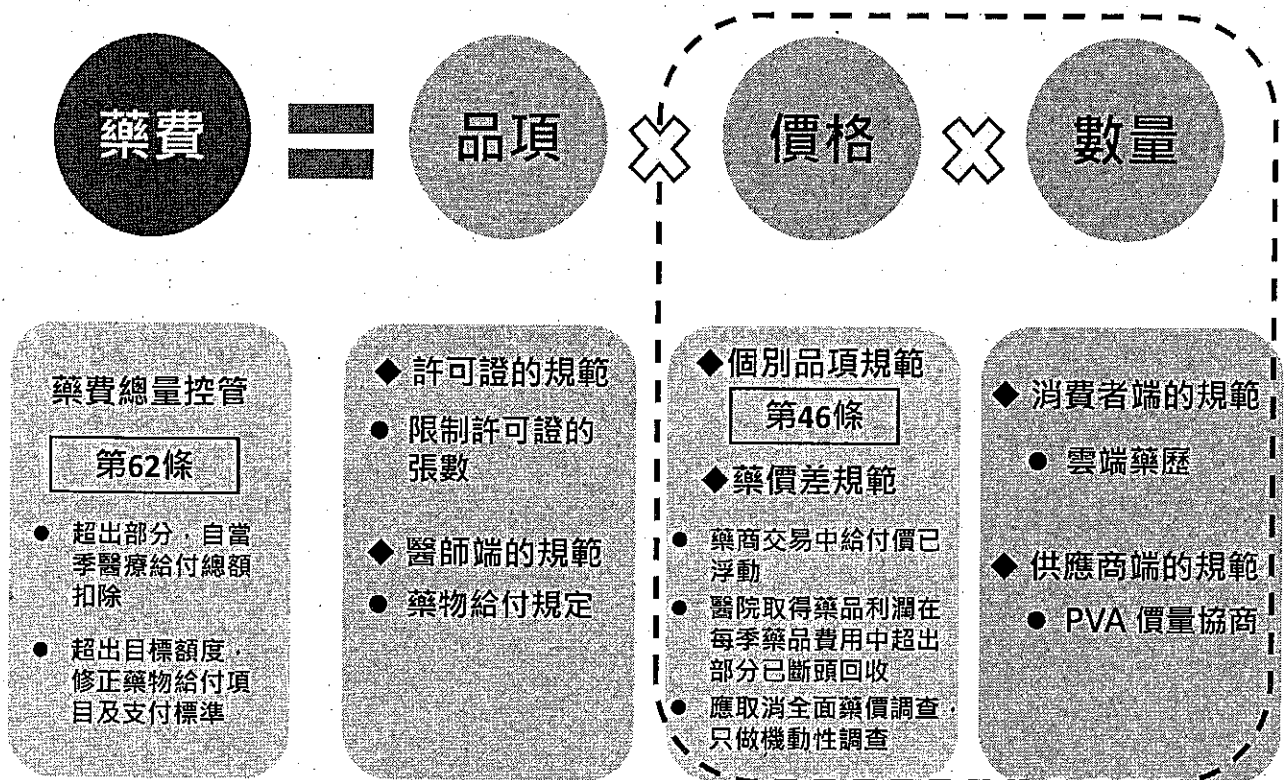 藥費
品項
價格
數量
藥費總量控管
第62條
● 超出部分，自當
季醫療給付總額
扣除
● 超出目標額度，
修正藥物給付項
目及支付標準
◆ 許可證的規範
● 限制許可證的
張數
◆ 醫師端的規範
● 藥物給付規定
◆個別品項規範
第46條
◆藥價差規範
● 藥商交易中給付價已
浮動
● 醫院取得藥品利潤在
每季藥品費用中超出
部分已斷頭回收
● 應取消全面藥價調查，
只做機動性調查
◆ 消費者端的規範
● 雲端藥歷
◆ 供應商端的規範
● PVA 價量協商